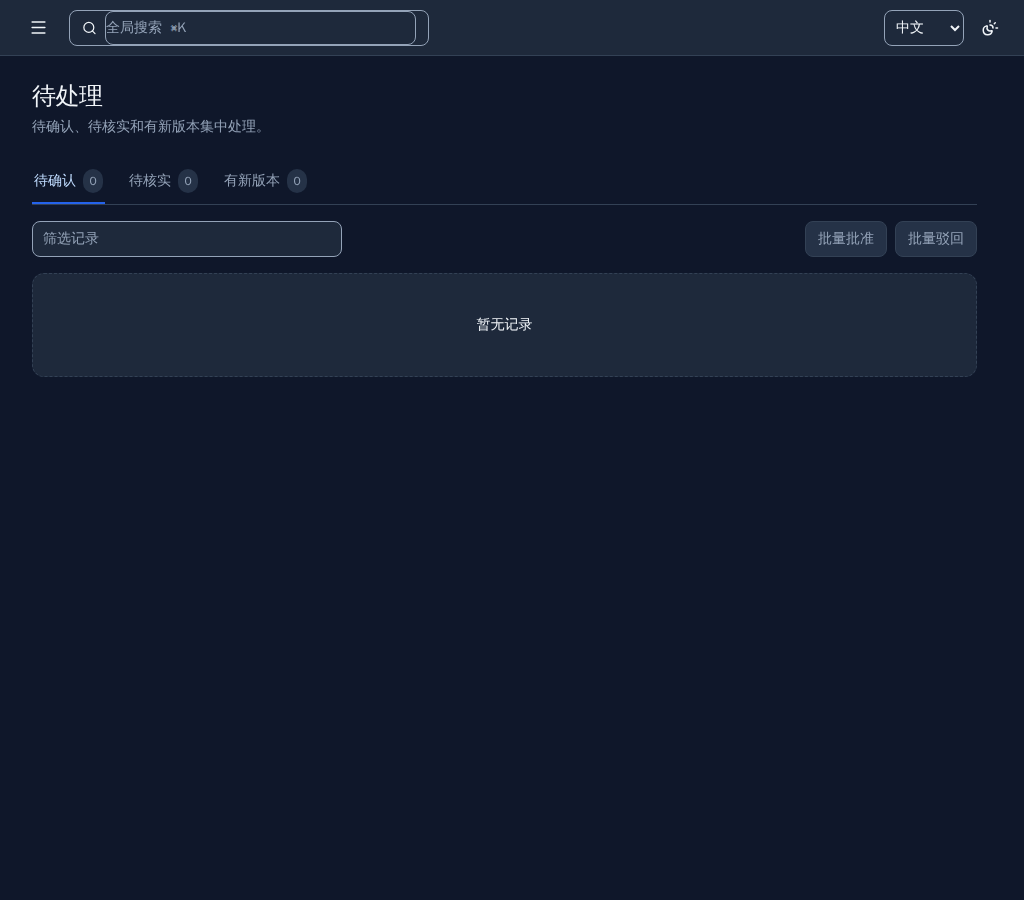 全局搜索 ⌘K
中文
待处理
待确认、待核实和有新版本集中处理。
待确认 0 待核实 0 有新版本 0
筛选记录
批量批准 批量驳回
暂无记录